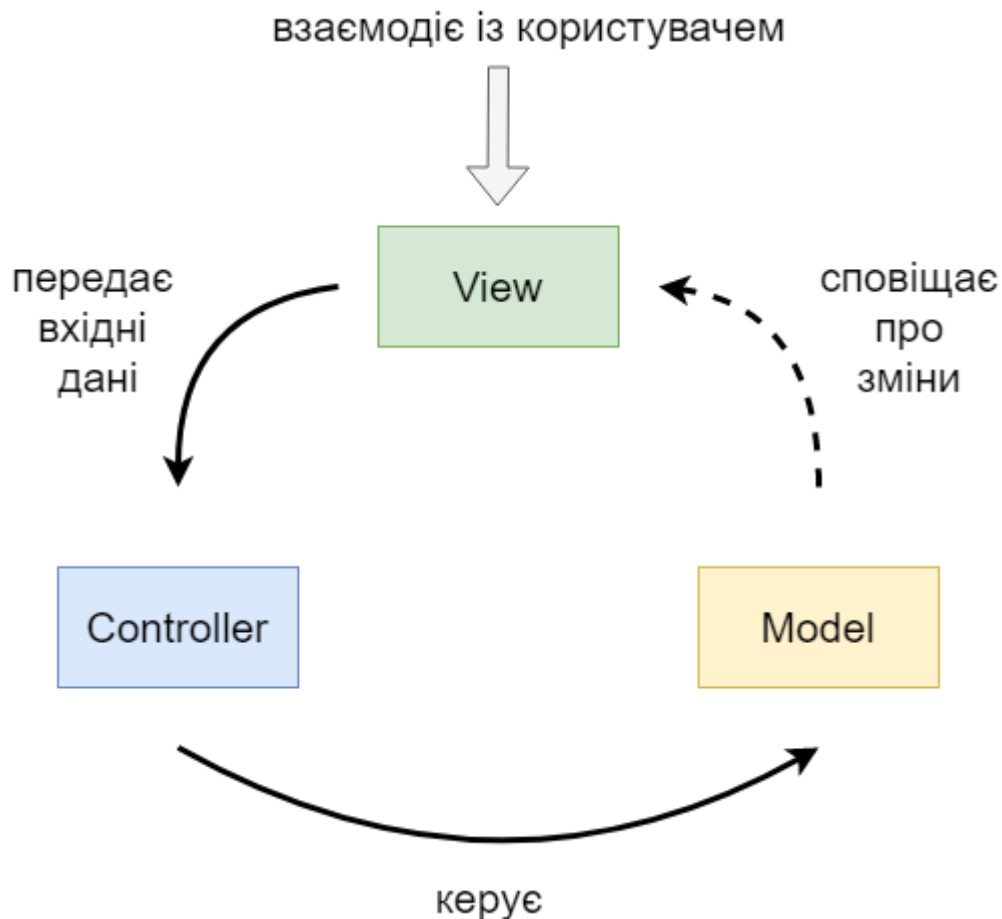 взаємодіє із користувачем
View
передає
вхідні
дані
сповіщає
про
зміни
Controller
Model
керує